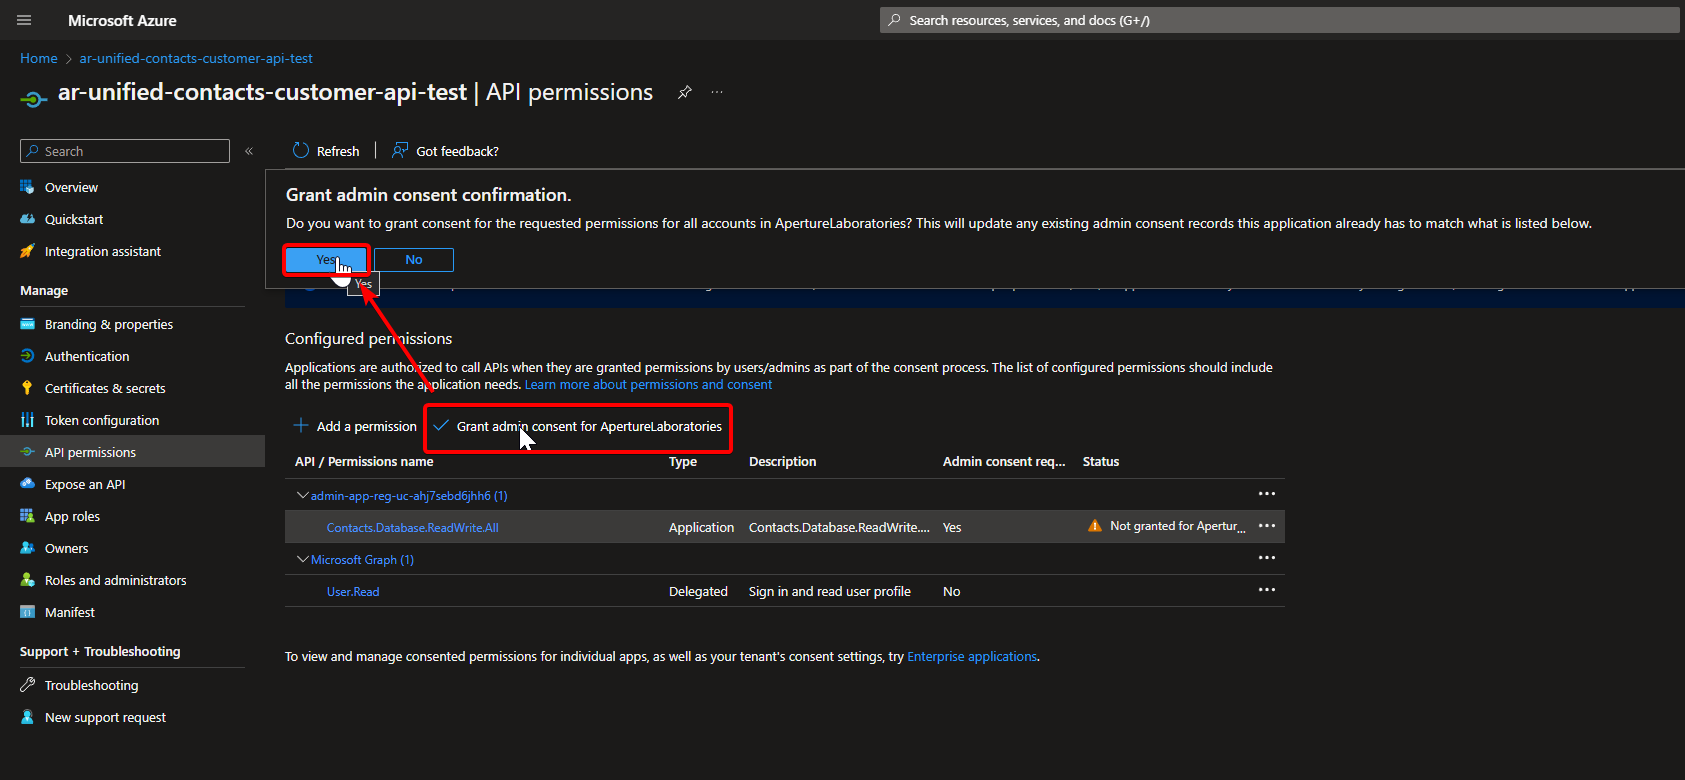 Microsoft Azure
Search resources, services, and docs (G+/)
Home > ar-unified-contacts-customer-api-test
ar-unified-contacts-customer-api-test | API permissions
Search
Refresh
Got feedback?
Overview
Quickstart
Integration assistant
Manage
Branding & properties
Authentication
Certificates & secrets
Token configuration
API permissions
Expose an API
App roles
Owners
Roles and administrators
Manifest
Support + Troubleshooting
Troubleshooting
New support request
Grant admin consent confirmation.
Do you want to grant consent for the requested permissions for all accounts in ApertureLaboratories? This will update any existing admin consent records this application already has to match what is listed below.
Yes
No
Yes
Configured permissions
Applications are authorized to call APIs when they are granted permissions by users/admins as part of the consent process. The list of configured permissions should include
all the permissions the application needs. Learn more about permissions and consent
Add a permission
Grant admin consent for ApertureLaboratories
API / Permissions name Type Description Admin consent req... Status
admin-app-reg-uc-ahj7sebd6jhh6 (1)
Contacts.Database.ReadWrite.All Application Contacts.Database.ReadWrite.... Yes Not granted for Apertur...
Microsoft Graph (1)
User.Read Delegated Sign in and read user profile No
To view and manage consented permissions for individual apps, as well as your tenant's consent settings, try Enterprise applications.